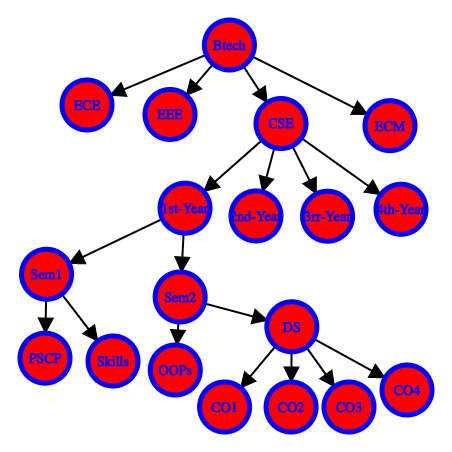 Btech
ECE
EEE
CSE
ECM
1st-Year
2nd-Year
3rr-Year
4th-Year
Sem1
Sem2
DS
PSCP
Skills
OOPs
CO1
CO2
CO3
CO4